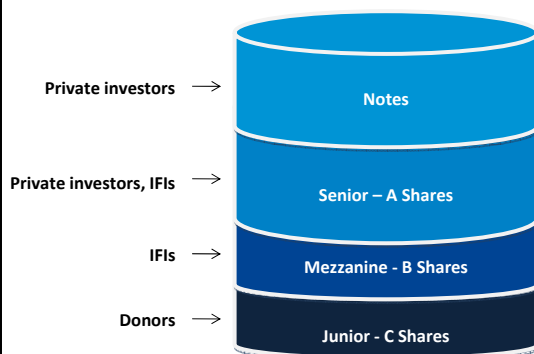 Private investors
Notes
Private investors, IFIs
Senior – A Shares
IFIs
Mezzanine - B Shares
Donors
Junior - C Shares